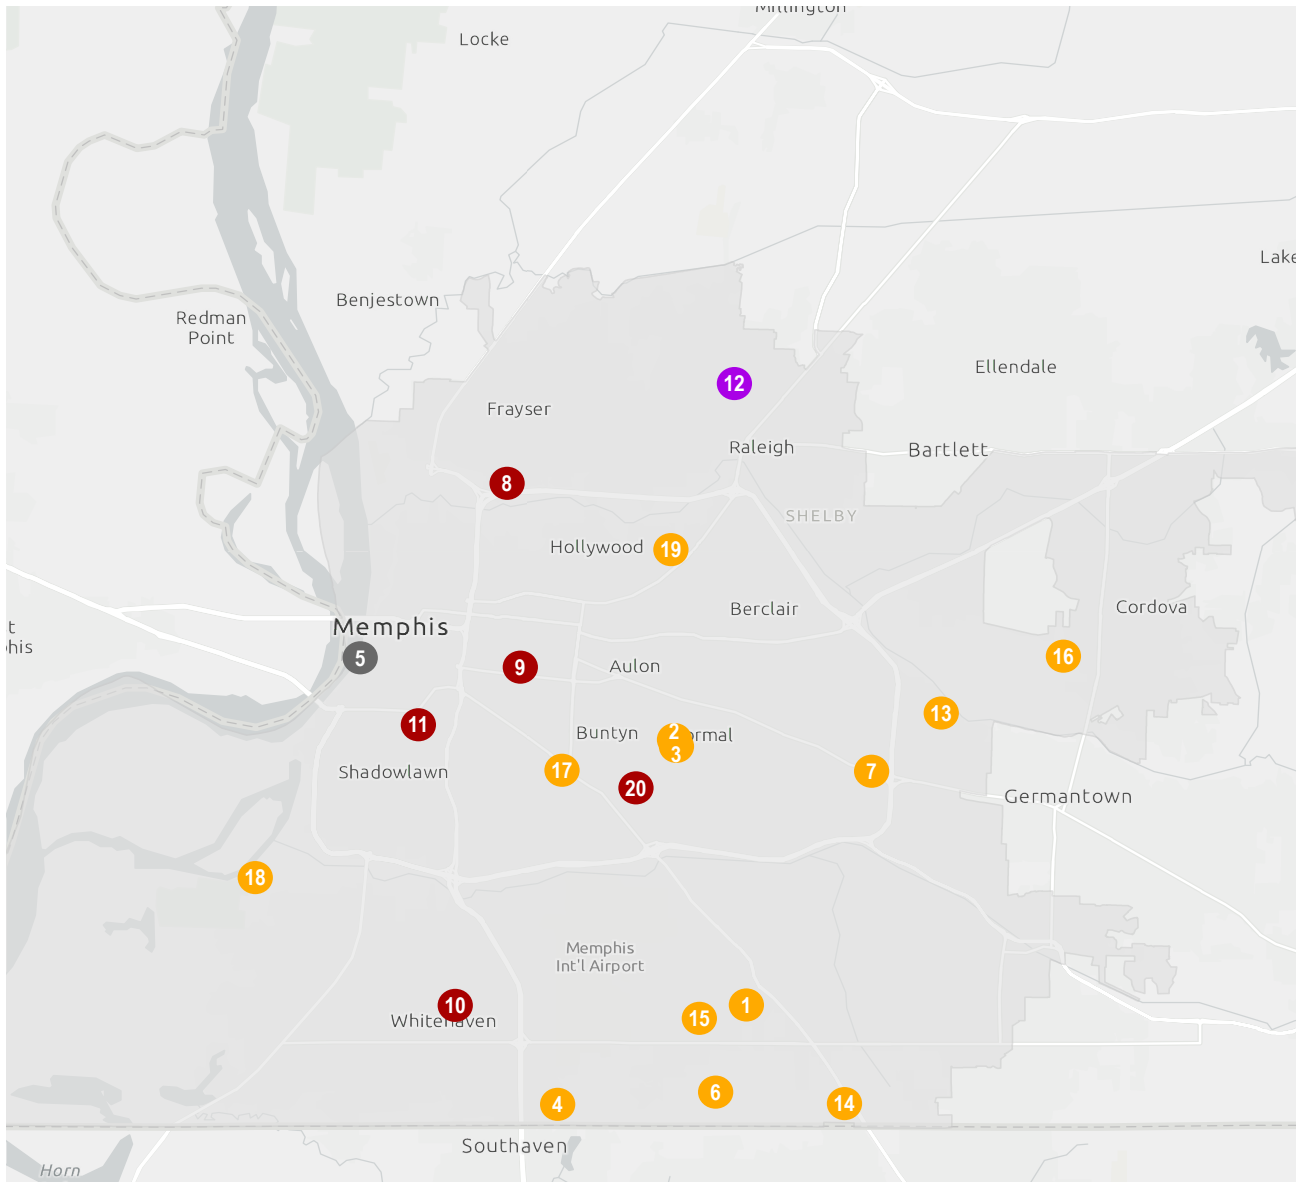 Millington
Locke
Lake
Benjestown
Redman
Point
Ellendale
12
Frayser
Raleigh
Bartlett
8
SHELBY
Hollywood
19
Berclair
Cordova
t
his
Memphis
5
9
Aulon
16
11
13
Buntyn
2
ormal
3
Shadowlawn
17
20
7
Germantown
18
Memphis
Int'l Airport
10
Whitehaven
15
1
4
6
14
Southaven
Horn